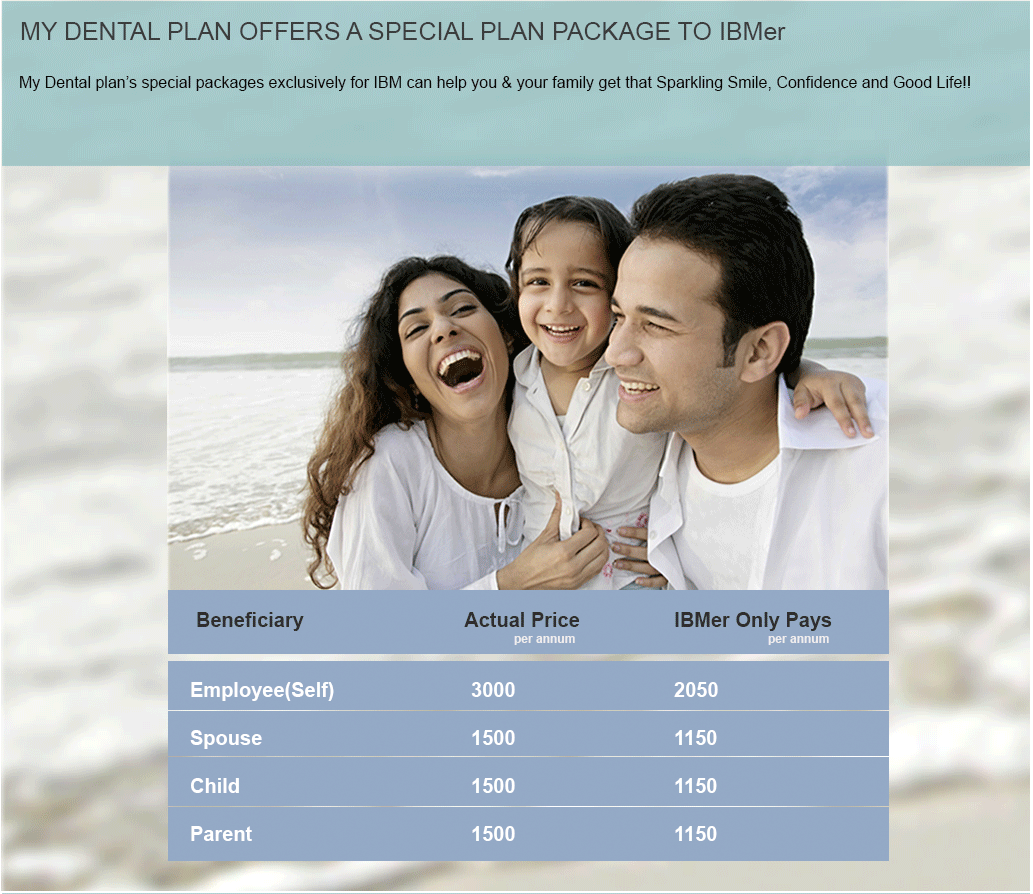 MY DENTAL PLAN OFFERS A SPECIAL PLAN PACKAGE TO IBMer
My Dental plan's special packages exclusively for IBM can help you & your family get that Sparkling Smile, Confidence and Good Life!!
Beneficiary Actual Price IBMer Only Pays
per annum per annum
Employee(Self) 3000 2050
Spouse 1500 1150
Child 1500 1150
Parent 1500 1150